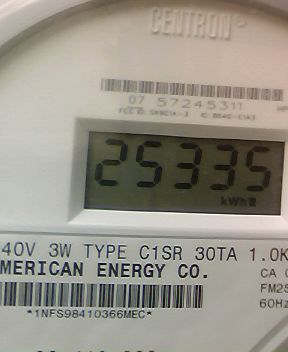 CENTRON®
07 57245311
25335
kWh
40V 3W TYPE C1SR 30TA 1.0K
MERICAN ENERGY CO.
CA
FM2S
60Hz
*1NFS98410366MEC*